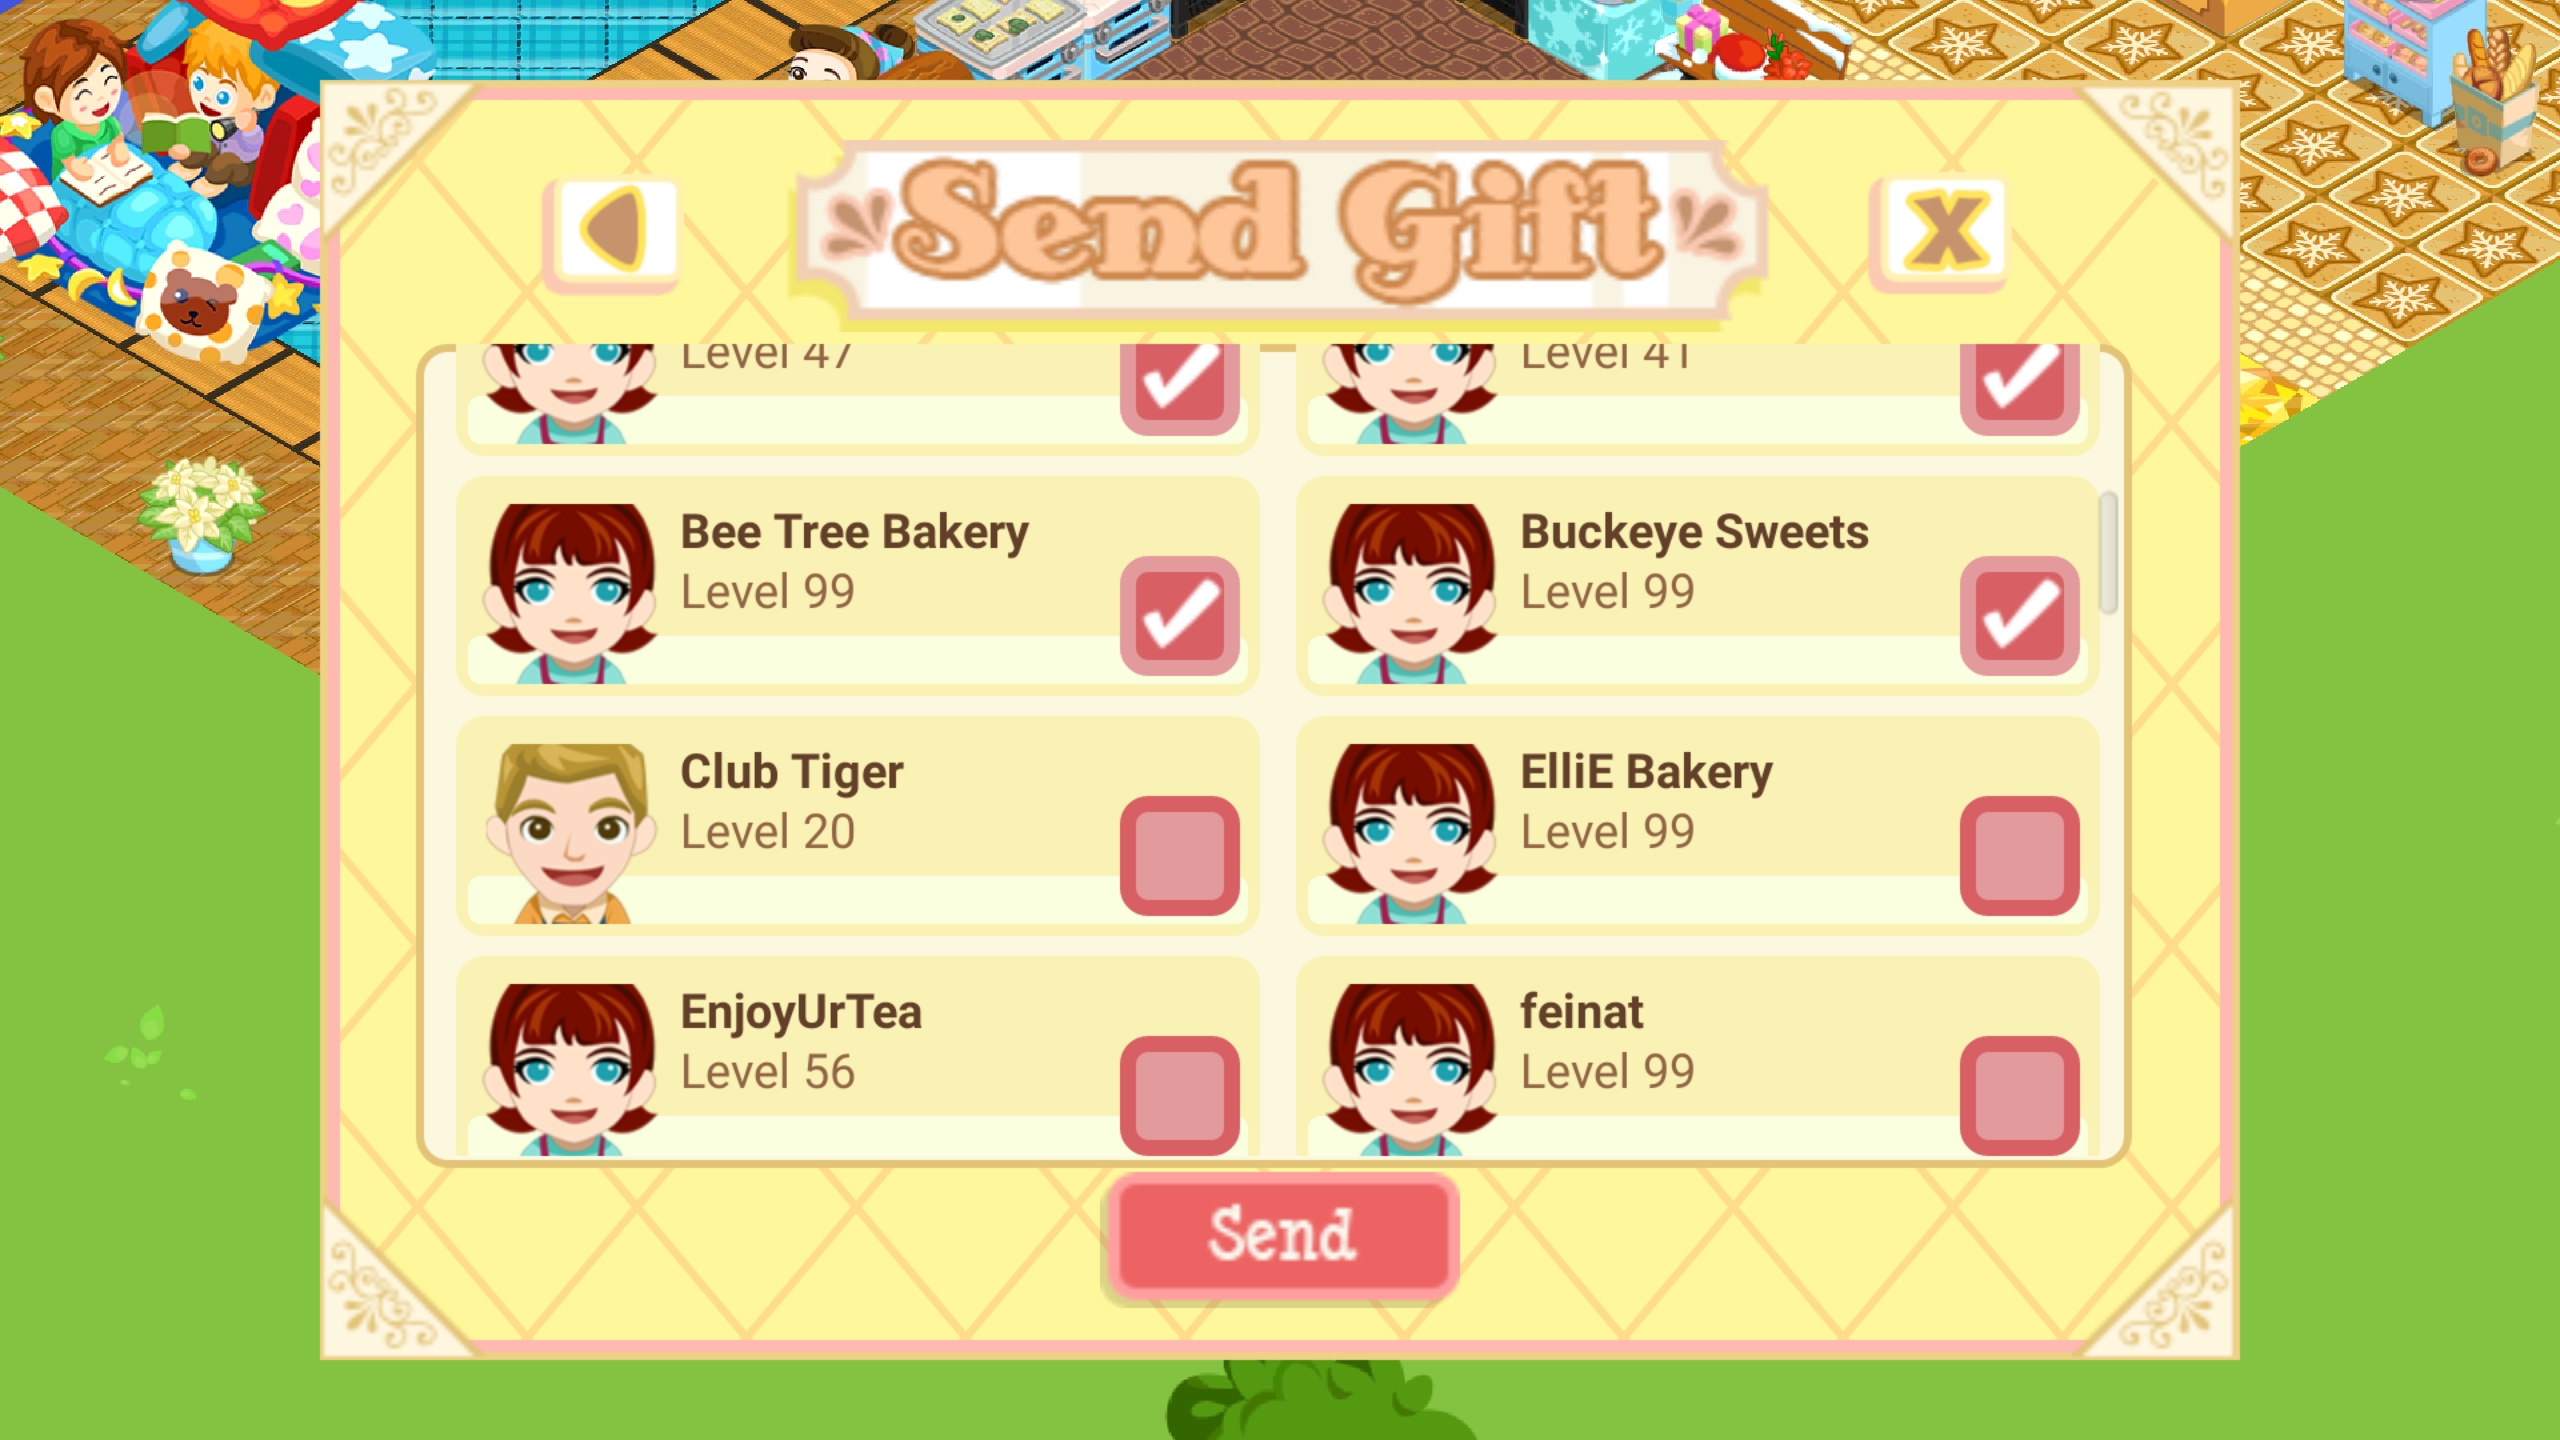 Send Gift
Level 47
Level 41
Bee Tree Bakery
Level 99
Buckeye Sweets
Level 99
Club Tiger
Level 20
ElliE Bakery
Level 99
EnjoyUrTea
Level 56
feinat
Level 99
Send